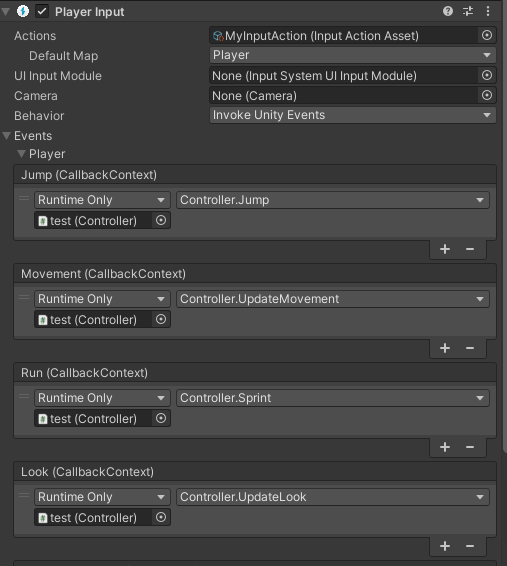 Player Input
Actions MyInputAction (Input Action Asset)
Default Map Player
UI Input Module None (Input System UI Input Module)
Camera None (Camera)
Behavior Invoke Unity Events
Events
Player
Jump (CallbackContext)
Runtime Only Controller.Jump
test (Controller)
+ -
Movement (CallbackContext)
Runtime Only Controller.UpdateMovement
test (Controller)
+ -
Run (CallbackContext)
Runtime Only Controller.Sprint
test (Controller)
+ -
Look (CallbackContext)
Runtime Only Controller.UpdateLook
test (Controller)
+ -